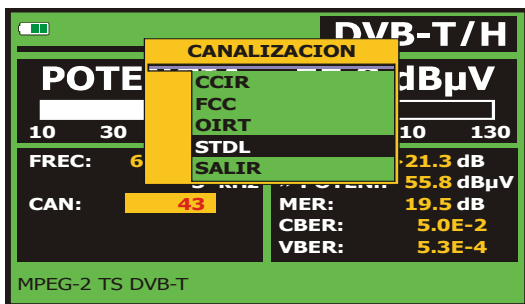 DVB-T/H
CANALIZACION
CCIR
FCC
OIRT
STDL
SALIR
dBµV
10 30 10 130
FREC: 6
21.3 dB
55.8 dBµV
CAN: 43
MER: 19.5 dB
CBER: 5.0E-2
VBER: 5.3E-4
MPEG-2 TS DVB-T